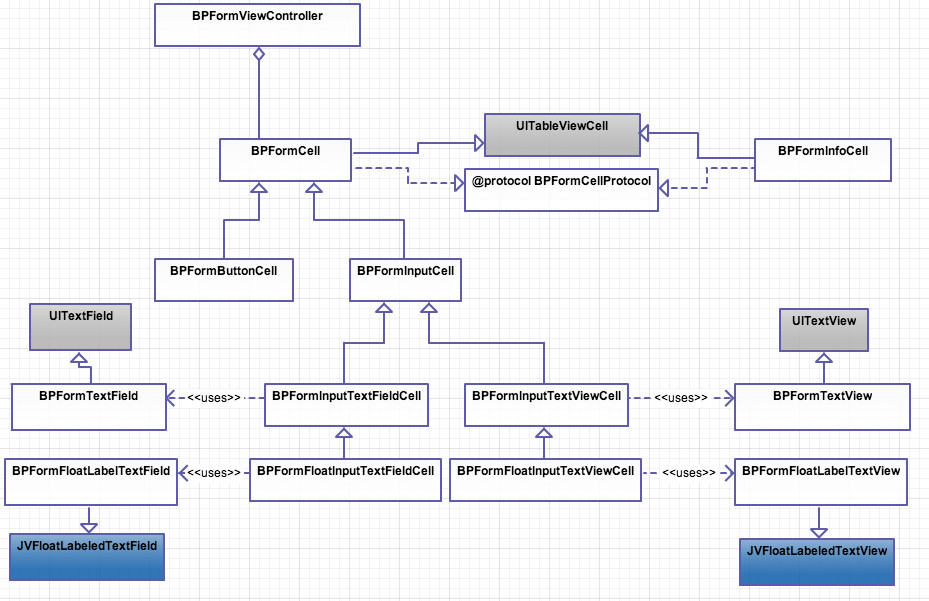 BPFormViewController
UITableViewCell
BPFormCell
BPFormInfoCell
@protocol BPFormCellProtocol
BPFormButtonCell
BPFormInputCell
UITextField
UITextView
BPFormTextField
<<uses>>
BPFormInputTextFieldCell
BPFormInputTextViewCell
<<uses>>
BPFormTextView
BPFormFloatLabelTextField
<<uses>>
BPFormFloatInputTextFieldCell
BPFormFloatInputTextViewCell
<<uses>>
BPFormFloatLabelTextView
JVFloatLabeledTextField
JVFloatLabeledTextView